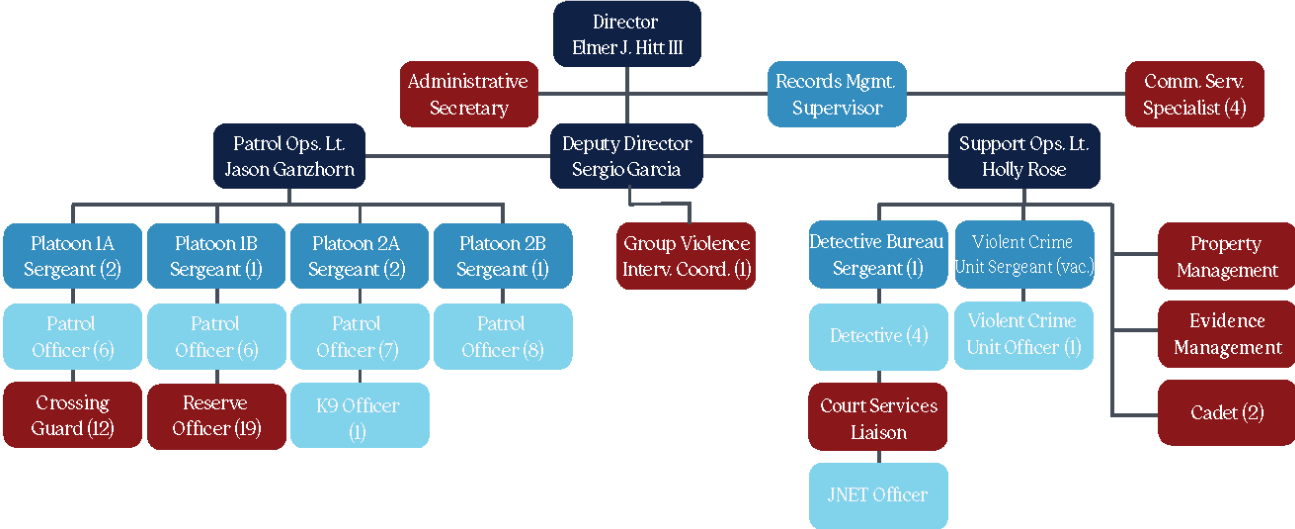 Director
Elmer J. Hitt III
Administrative
Secretary
Records Mgmt.
Supervisor
Comm. Serv.
Specialist (4)
Patrol Ops. Lt.
Jason Ganzhorn
Deputy Director
Sergio Garcia
Support Ops. Lt.
Holly Rose
Platoon 1A
Sergeant (2)
Platoon 1B
Sergeant (1)
Platoon 2A
Sergeant (2)
Platoon 2B
Sergeant (1)
Group Violence
Interv. Coord. (1)
Detective Bureau
Sergeant (1)
Violent Crime
Unit Sergeant (vac.)
Property
Management
Patrol
Officer (6)
Patrol
Officer (6)
Patrol
Officer (7)
Patrol
Officer (8)
Detective (4)
Violent Crime
Unit Officer (1)
Evidence
Management
Crossing
Guard (12)
Reserve
Officer (19)
K9 Officer
(1)
Court Services
Liaison
Cadet (2)
JNET Officer